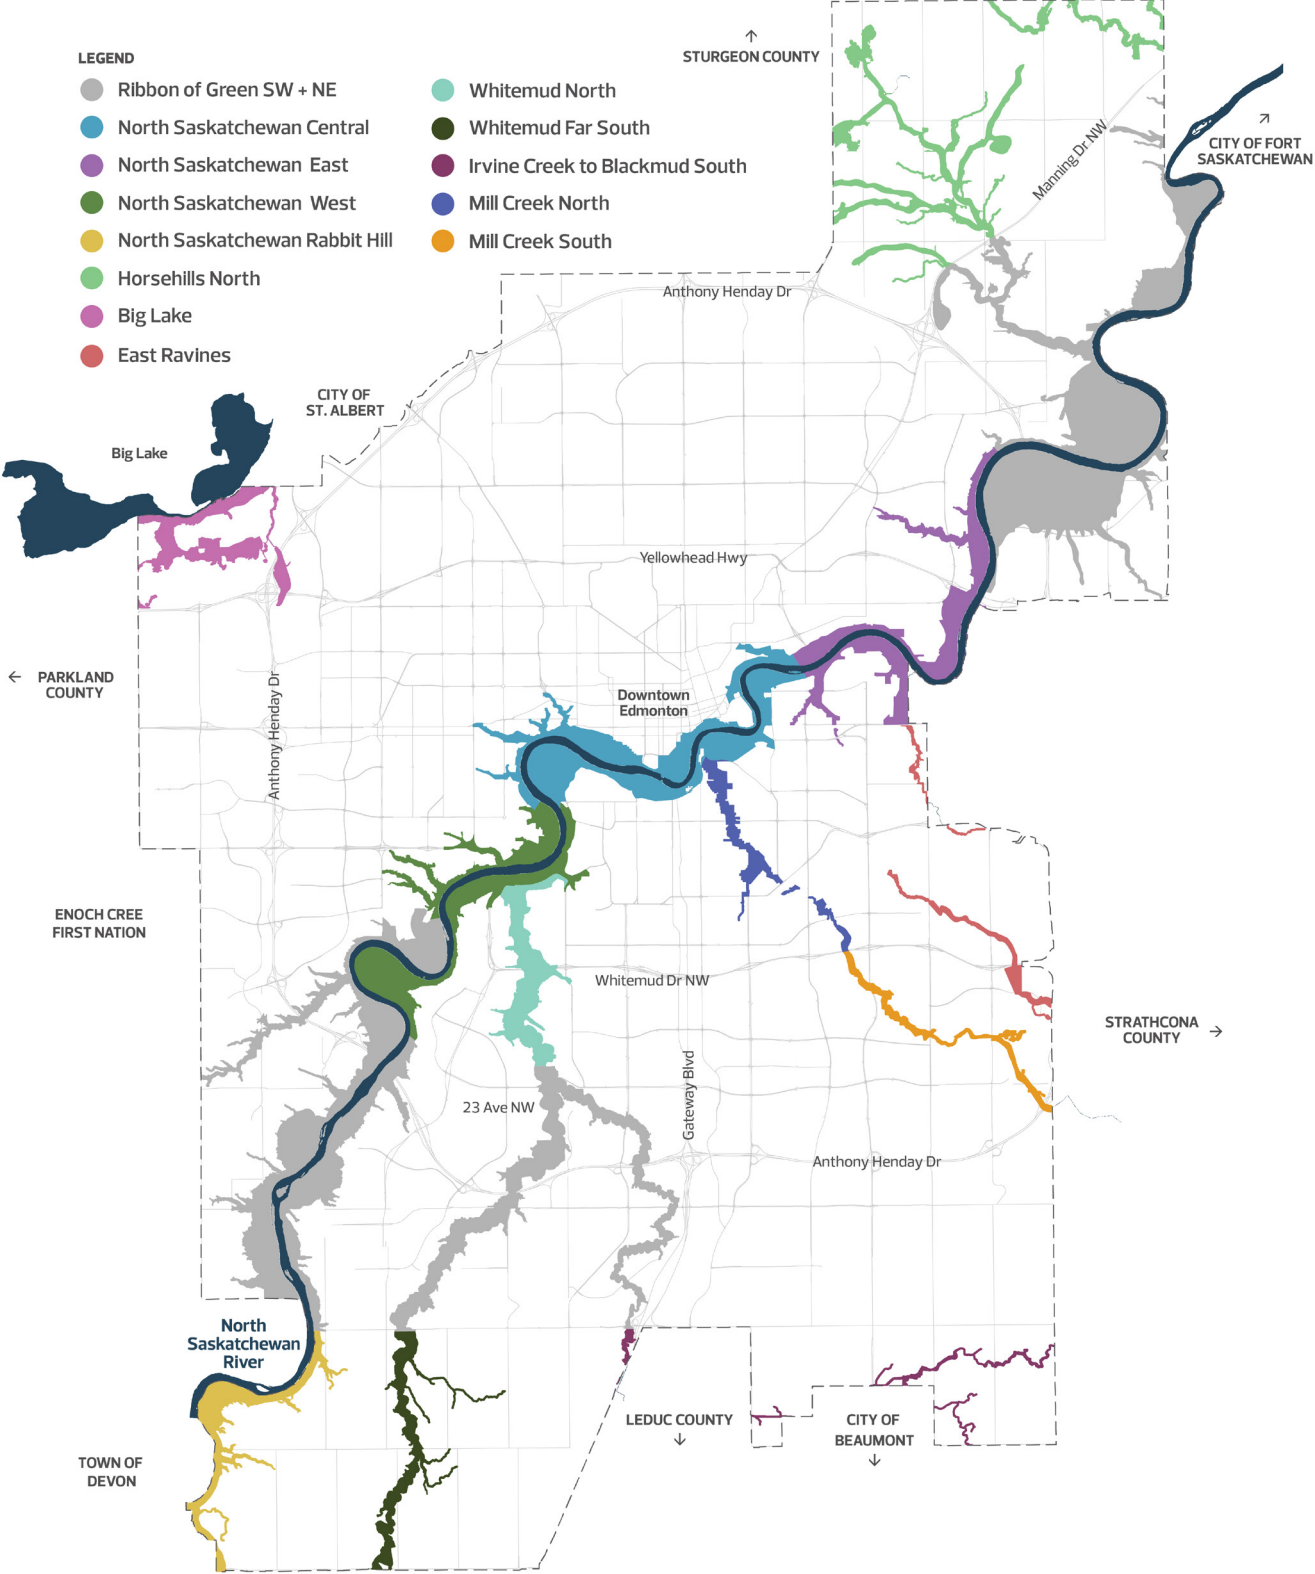 LEGEND
Ribbon of Green SW + NE
North Saskatchewan Central
North Saskatchewan East
North Saskatchewan West
North Saskatchewan Rabbit Hill
Horsehills North
Big Lake
East Ravines
Whitemud North
Whitemud Far South
Irvine Creek to Blackmud South
Mill Creek North
Mill Creek South
STURGEON COUNTY
CITY OF FORT
SASKATCHEWAN
Manning Dr NW
Anthony Henday Dr
CITY OF
ST. ALBERT
Big Lake
Yellowhead Hwy
PARKLAND
COUNTY
Anthony Henday Dr
Downtown
Edmonton
ENOCH CREE
FIRST NATION
Whitemud Dr NW
STRATHCONA
COUNTY
23 Ave NW
Gateway Blvd
Anthony Henday Dr
North
Saskatchewan
River
LEDUC COUNTY
CITY OF
BEAUMONT
TOWN OF
DEVON